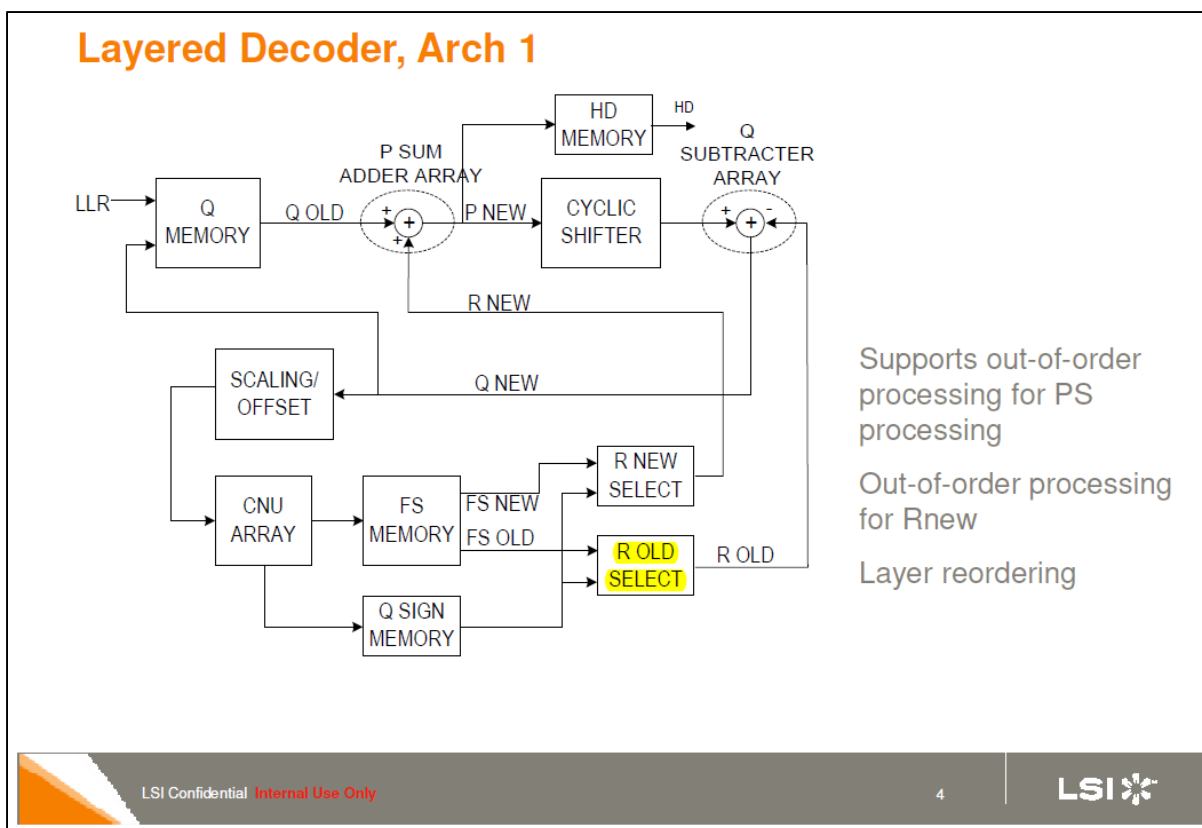 Layered Decoder, Arch 1
HD
MEMORY
HD
P SUM
ADDER ARRAY
Q
SUBTRACTER
ARRAY
LLR
Q
MEMORY
Q OLD
+
+
+
P NEW
CYCLIC
SHIFTER
+
+
-
R NEW
SCALING/
OFFSET
Q NEW
CNU
ARRAY
FS
MEMORY
FS NEW
FS OLD
R NEW
SELECT
R OLD
SELECT
R OLD
Q SIGN
MEMORY
Supports out-of-order
processing for PS
processing
Out-of-order processing
for Rnew
Layer reordering
LSI Confidential Internal Use Only
4
LSI